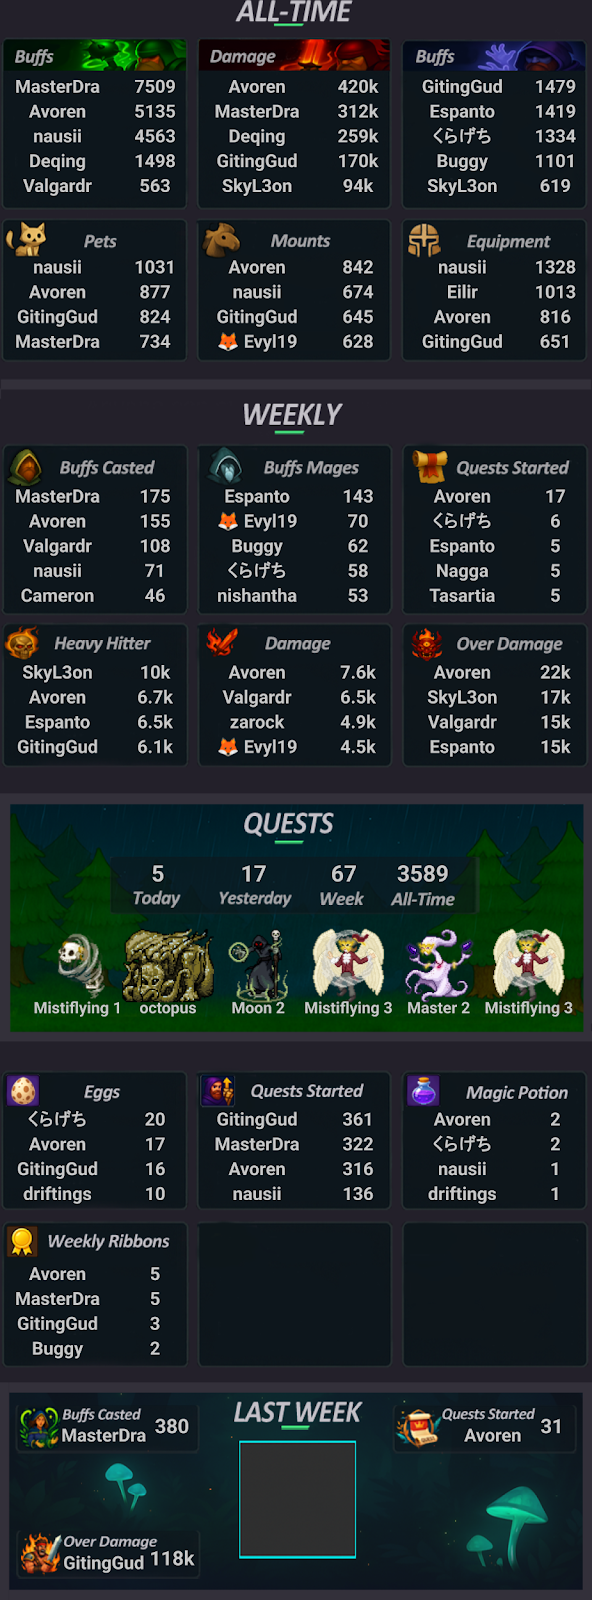 ALL-TIME
Buffs
MasterDra 7509
Avoren 5135
nausii 4563
Deqing 1498
Valgardr 563
Damage
Avoren 420k
MasterDra 312k
Deqing 259k
GitingGud 170k
SkyL3on 94k
Buffs
GitingGud 1479
Espanto 1419
くらげち 1334
Buggy 1101
SkyL3on 619
Pets
nausii 1031
Avoren 877
GitingGud 824
MasterDra 734
Mounts
Avoren 842
nausii 674
GitingGud 645
🦊 Evyl19 628
Equipment
nausii 1328
Eilir 1013
Avoren 816
GitingGud 651
WEEKLY
Buffs Casted
MasterDra 175
Avoren 155
Valgardr 108
nausii 71
Cameron 46
Buffs Mages
Espanto 143
🦊 Evyl19 70
Buggy 62
くらげち 58
nishantha 53
Quests Started
Avoren 17
くらげち 6
Espanto 5
Nagga 5
Tasartia 5
Heavy Hitter
SkyL3on 10k
Avoren 6.7k
Espanto 6.5k
GitingGud 6.1k
Damage
Avoren 7.6k
Valgardr 6.5k
zarock 4.9k
🦊 Evyl19 4.5k
Over Damage
Avoren 22k
SkyL3on 17k
Valgardr 15k
Espanto 15k
QUESTS
5 17 67 3589
Today Yesterday Week All-Time
Mistiflying 1 octopus Moon 2 Mistiflying 3 Master 2 Mistiflying 3
Eggs
くらげち 20
Avoren 17
GitingGud 16
driftings 10
Quests Started
GitingGud 361
MasterDra 322
Avoren 316
nausii 136
Magic Potion
Avoren 2
くらげち 2
nausii 1
driftings 1
Weekly Ribbons
Avoren 5
MasterDra 5
GitingGud 3
Buggy 2
LAST WEEK
Buffs Casted
MasterDra 380
Quests Started
Avoren 31
Over Damage
GitingGud 118k